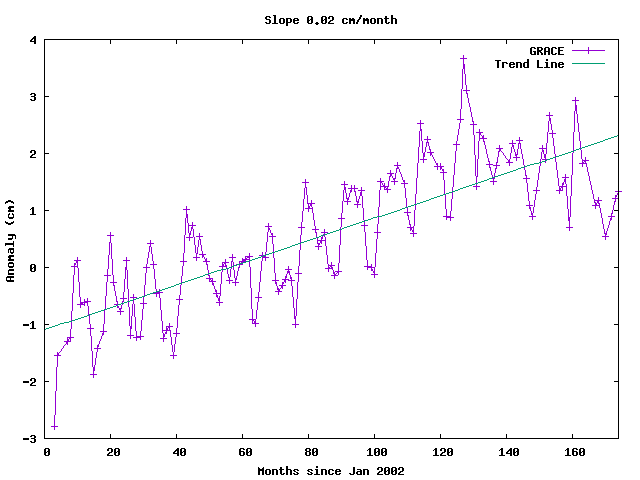 Slope 0.02 cm/month
GRACE
Trend Line
4
3
2
1
0
-1
-2
-3
Anomaly (cm)
0 20 40 60 80 100 120 140 160
Months since Jan 2002